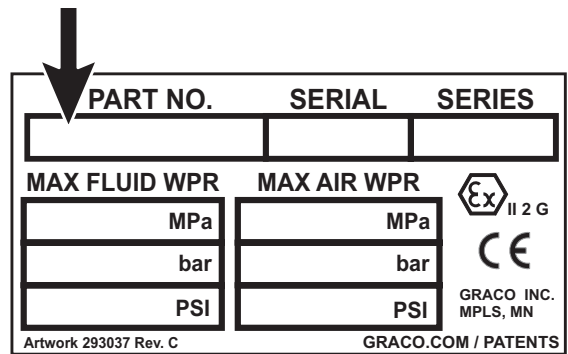 PART NO. SERIAL SERIES
MAX FLUID WPR MAX AIR WPR
Ex II 2 G
MPa MPa
bar bar
CE
PSI PSI
GRACO INC.
MPLS, MN
Artwork 293037 Rev. C GRACO.COM / PATENTS